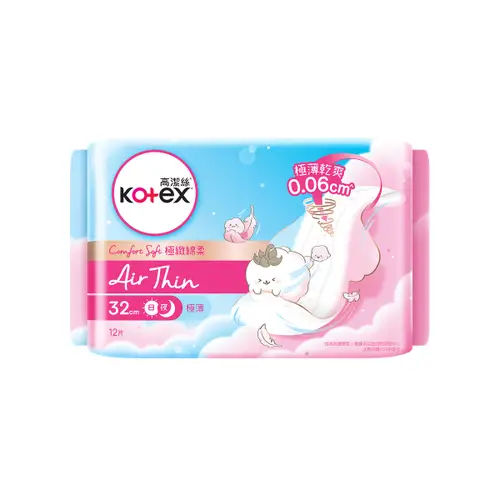 高潔絲
Kotex
極薄乾爽
0.06cm^
Comfort Soft 極緻綿柔
Air Thin
32cm 日 夜 極薄
12片